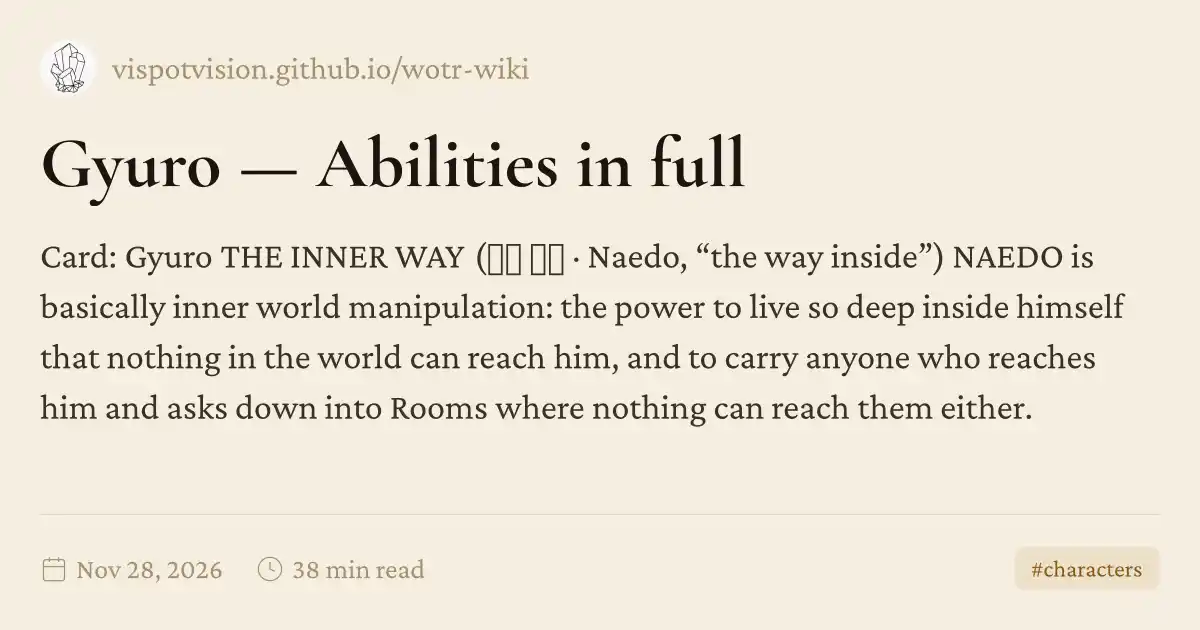 vispotvision.github.io/wotr-wiki
Gyuro — Abilities in full
Card: Gyuro THE INNER WAY (▯▯ ▯▯ · Naedo, “the way inside”) NAEDO is
basically inner world manipulation: the power to live so deep inside himself
that nothing in the world can reach him, and to carry anyone who reaches
him and asks down into Rooms where nothing can reach them either.
Nov 28, 2026
38 min read
#characters